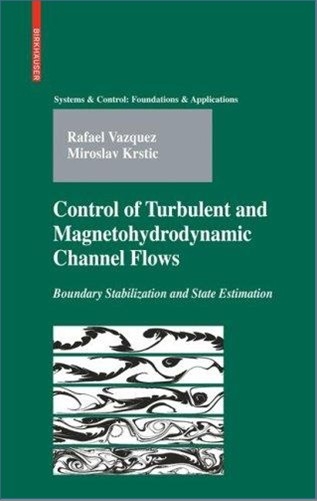 BIRKHÄUSER
Systems & Control: Foundations & Applications
Rafael Vazquez
Miroslav Krstic
Control of Turbulent and
Magnetohydrodynamic
Channel Flows
Boundary Stabilization and State Estimation